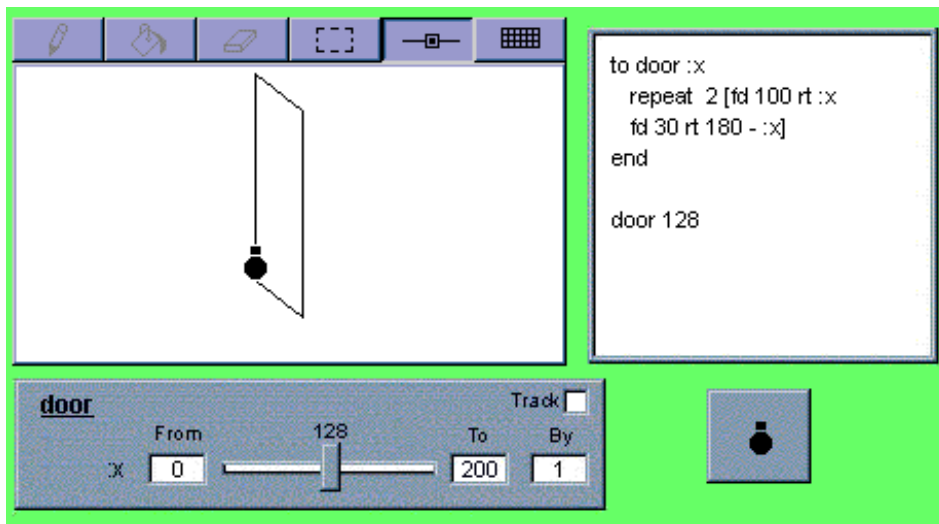 to door :x
repeat 2 [fd 100 rt :x
fd 30 rt 180 - :x]
end
door 128
door
Track
From 128 To By
:x 0 200 1